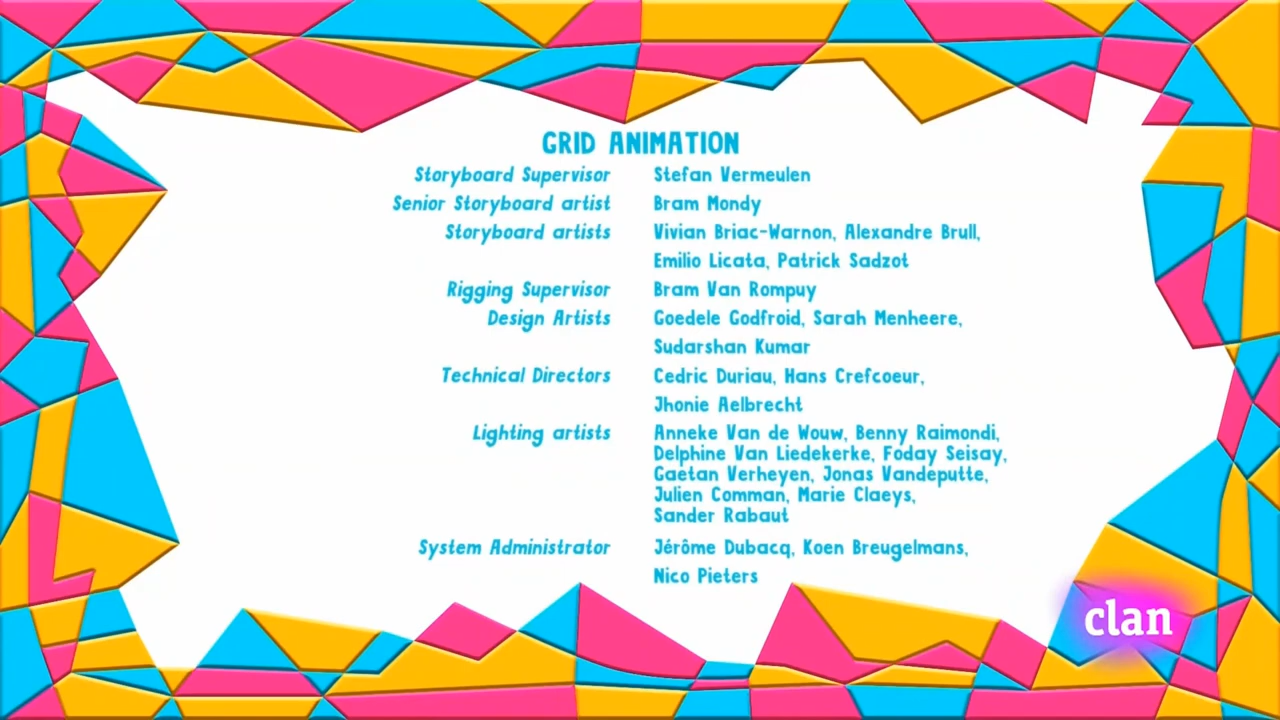 GRID ANIMATION
Storyboard Supervisor Stefan Vermeulen
Senior Storyboard artist Bram Mondy
Storyboard artists Vivian Briac-Warnon, Alexandre Brull,
Emilio Licata, Patrick Sadzot
Rigging Supervisor Bram Van Rompuy
Design Artists Goedele Godfroid, Sarah Menheere,
Sudarshan Kumar
Technical Directors Cedric Duriau, Hans Crefcoeur,
Jhonie Aelbrecht
Lighting artists Anneke Van de Wouw, Benny Raimondi,
Delphine Van Liedekerke, Foday Seisay,
Gaetan Verheyen, Jonas Vandeputte,
Julien Comman, Marie Claeys,
Sander Rabaut
System Administrator Jérôme Dubacq, Koen Breugelmans,
Nico Pieters
clan